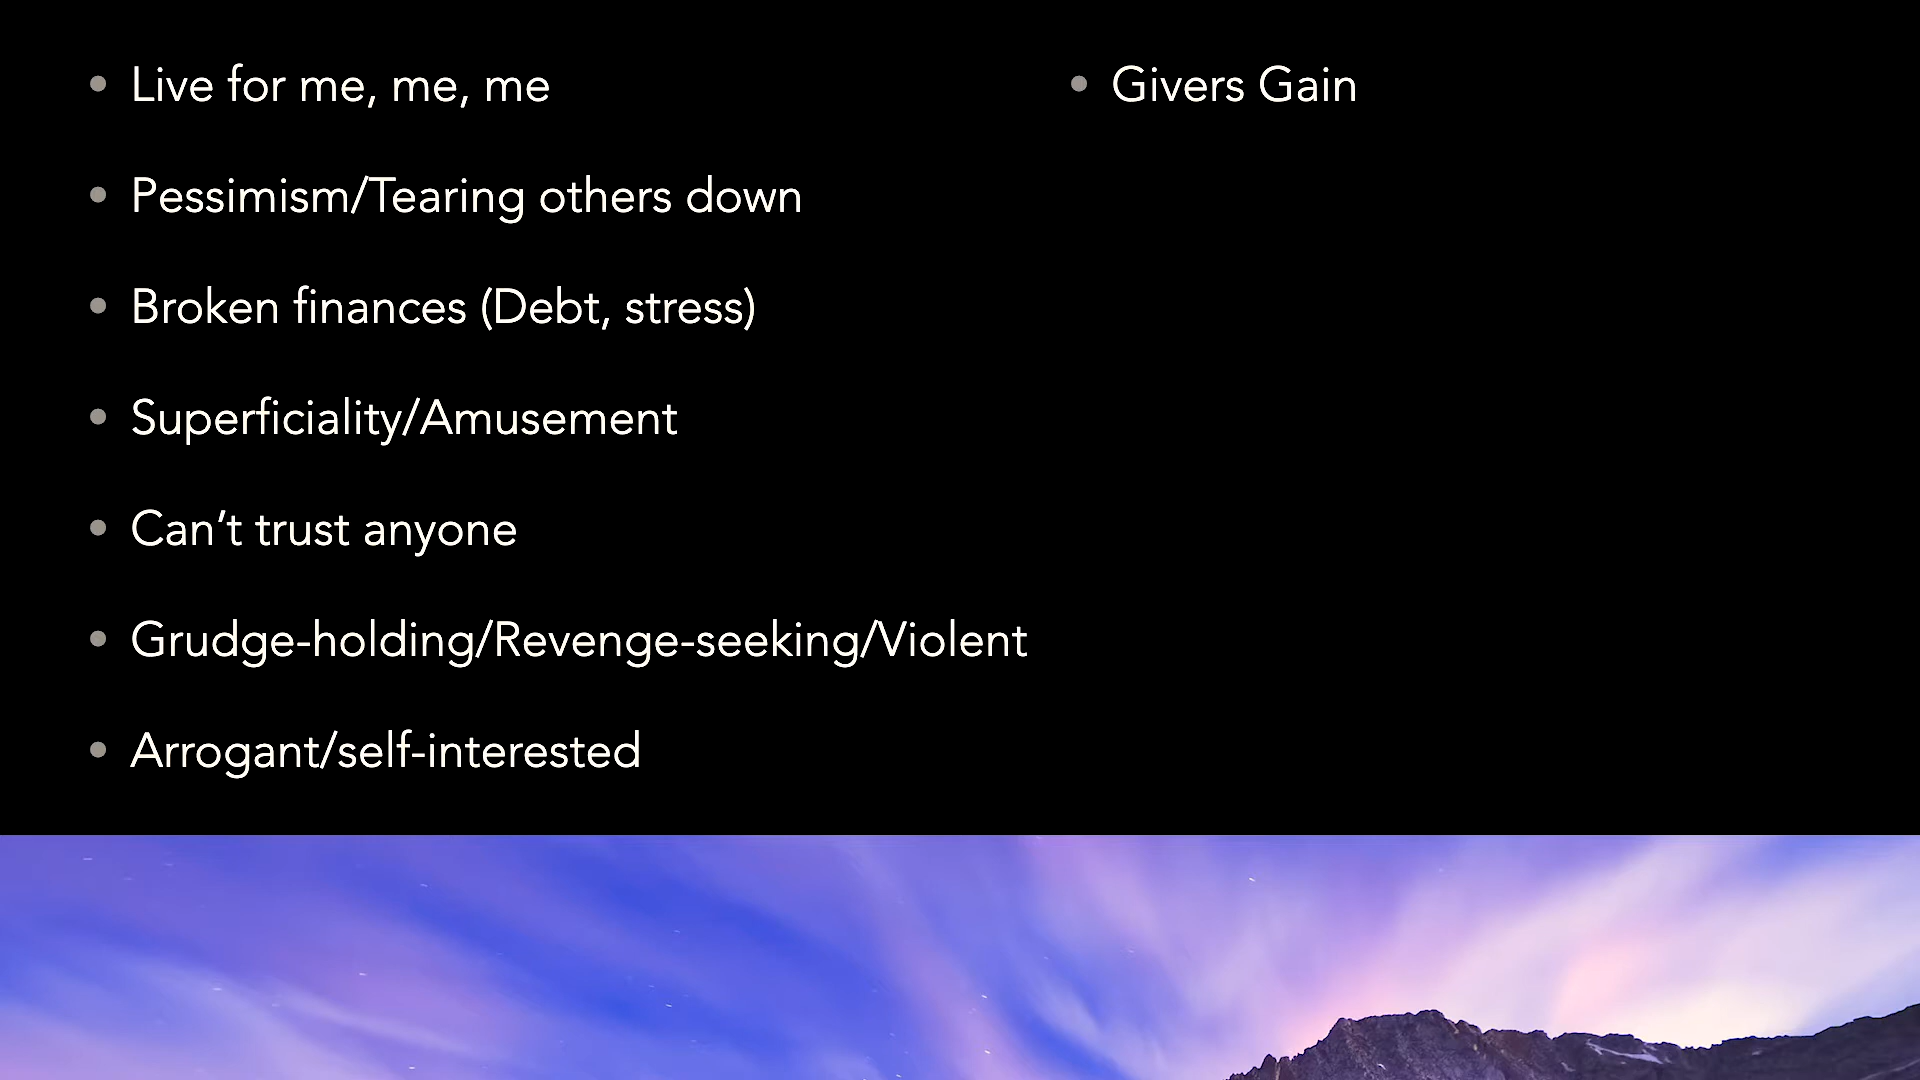 • Live for me, me, me
• Pessimism/Tearing others down
• Broken finances (Debt, stress)
• Superficiality/Amusement
• Can’t trust anyone
• Grudge-holding/Revenge-seeking/Violent
• Arrogant/self-interested
• Givers Gain